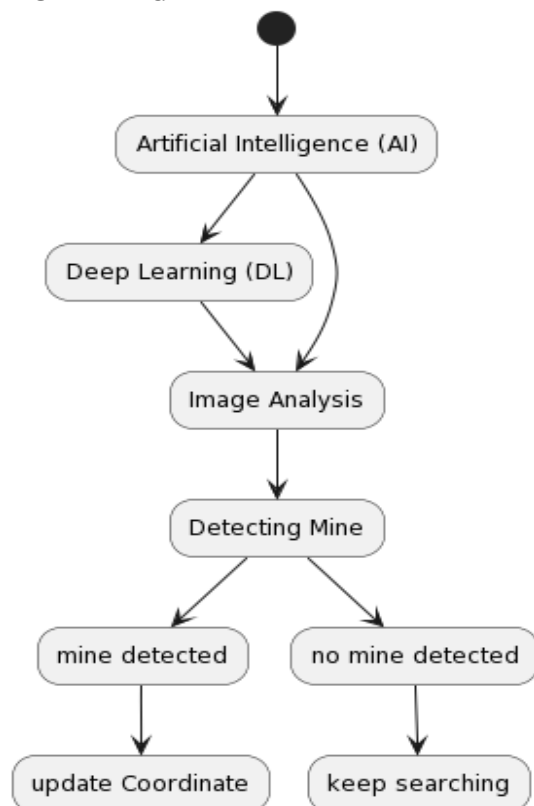 Artificial Intelligence (AI)
Deep Learning (DL)
Image Analysis
Detecting Mine
mine detected
no mine detected
update Coordinate
keep searching